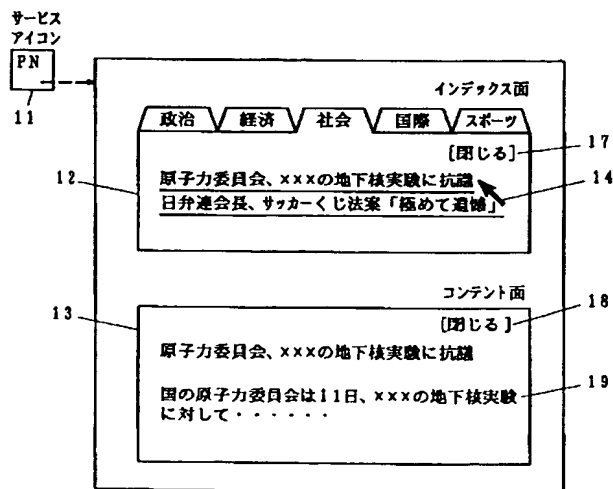 サービス
アイコン
PN
11
インデックス面
政治 経済 社会 国際 スポーツ
[閉じる]
17
12
原子力委員会、×××の地下核実験に抗議
14
日弁連会長、サッカーくじ法案「極めて遺憾」
コンテント面
13
18
[閉じる]
原子力委員会、×××の地下核実験に抗議
19
国の原子力委員会は11日、×××の地下核実験
に対して・・・・・・